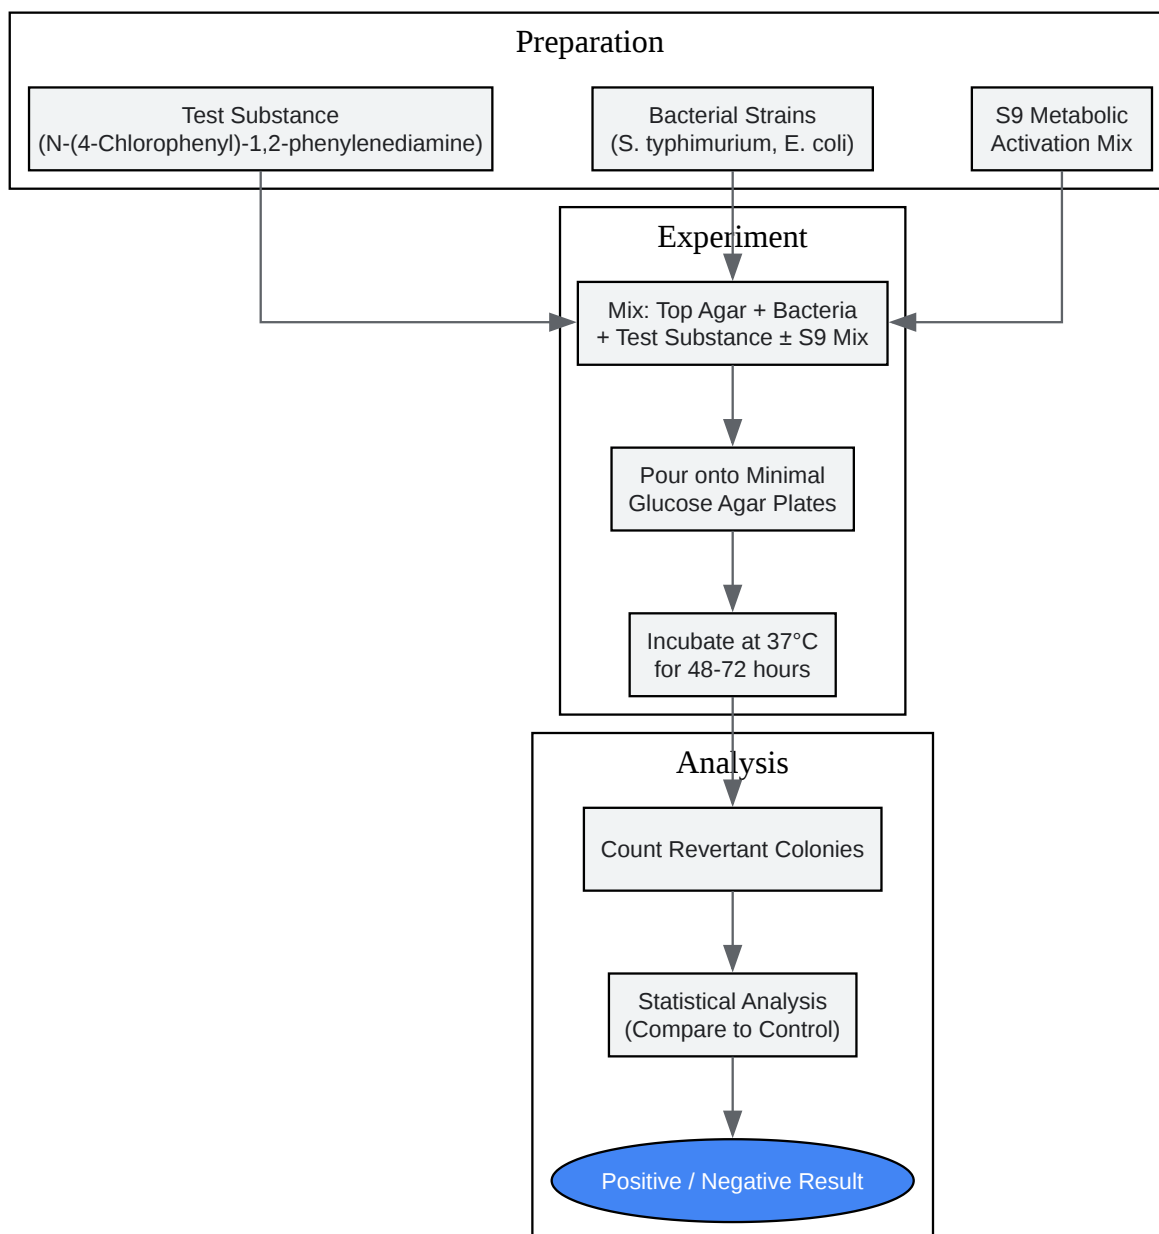 Preparation
Test Substance
(N-(4-Chlorophenyl)-1,2-phenylenediamine)
Bacterial Strains
(S. typhimurium, E. coli)
S9 Metabolic
Activation Mix
Experiment
Mix: Top Agar + Bacteria
+ Test Substance ± S9 Mix
Pour onto Minimal
Glucose Agar Plates
Incubate at 37°C
for 48-72 hours
Analysis
Count Revertant Colonies
Statistical Analysis
(Compare to Control)
Positive / Negative Result